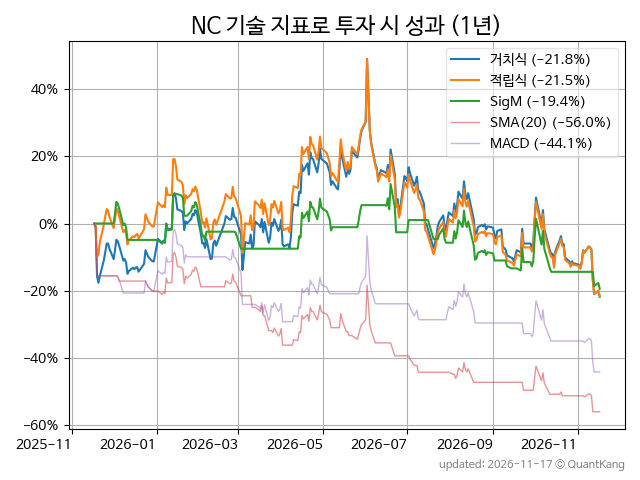 NC 기술 지표로 투자 시 성과 (1년)
거치식 (−21.8%)
적립식 (−21.5%)
SigM (−19.4%)
SMA(20) (−56.0%)
MACD (−44.1%)
40%
20%
0%
−20%
−40%
−60%
2025-11
2026-01
2026-03
2026-05
2026-07
2026-09
2026-11
updated: 2026-11-17 © QuantKang